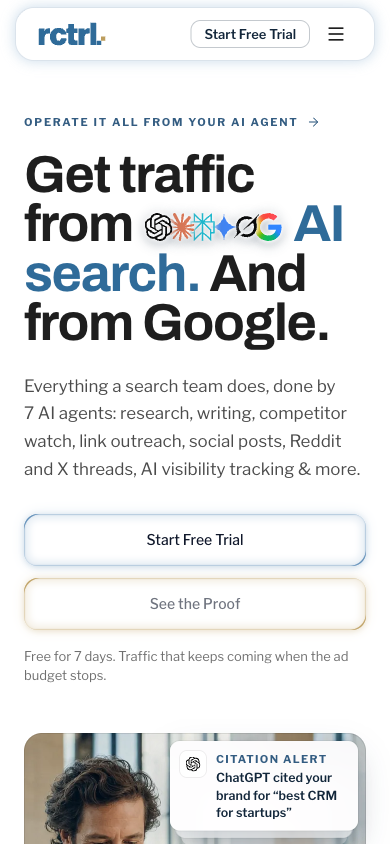 rctrl.
Start Free Trial
OPERATE IT ALL FROM YOUR AI AGENT →
Get traffic
from AI
search. And
from Google.
Everything a search team does, done by
7 AI agents: research, writing, competitor
watch, link outreach, social posts, Reddit
and X threads, AI visibility tracking & more.
Start Free Trial
See the Proof
Free for 7 days. Traffic that keeps coming when the ad
budget stops.
CITATION ALERT
ChatGPT cited your
brand for “best CRM
for startups”